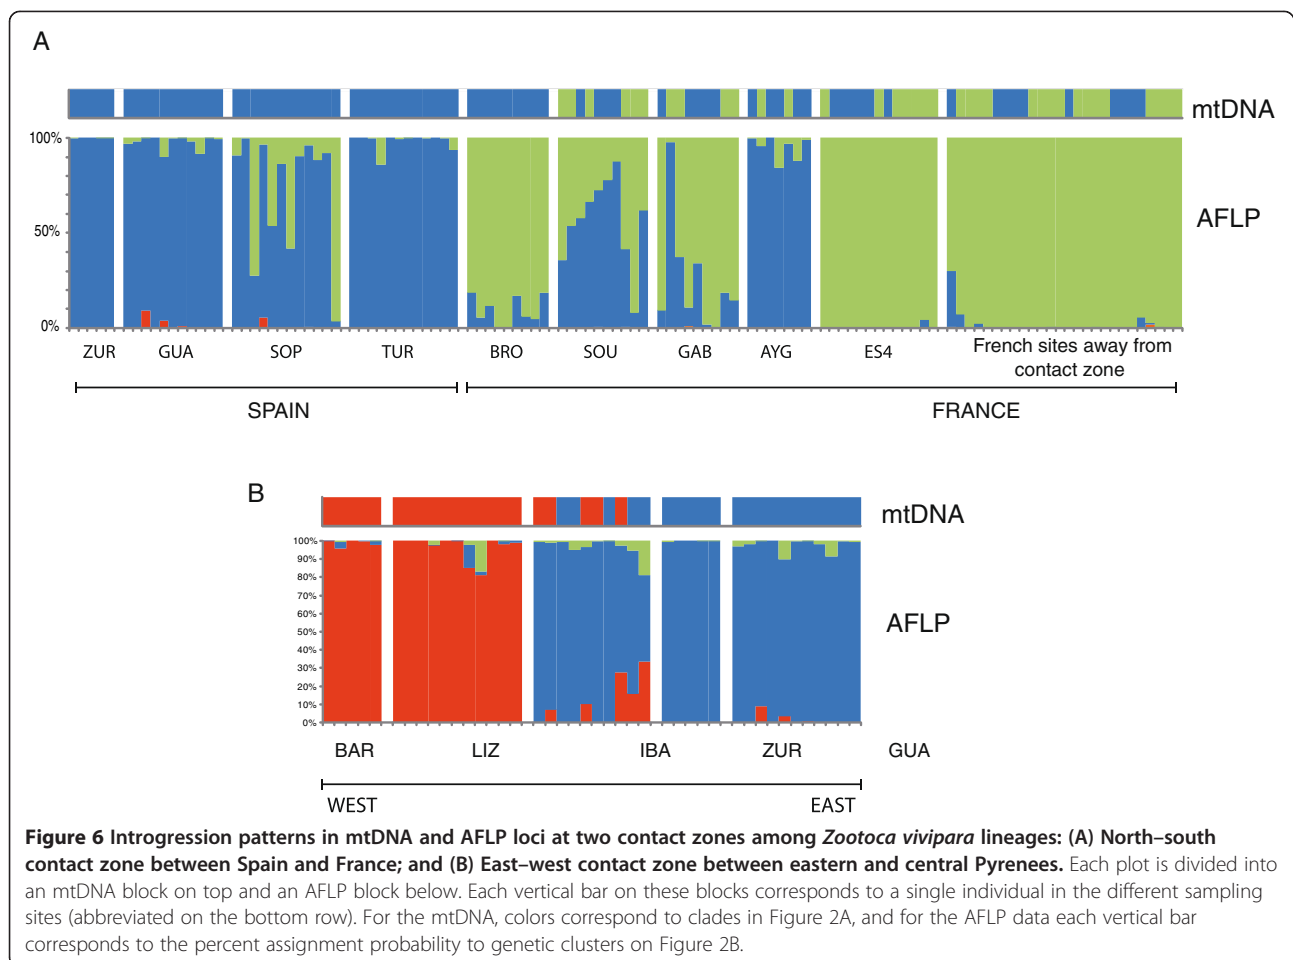 A
mtDNA
100%
50%
0%
AFLP
ZUR GUA SOP TUR BRO SOU GAB AYG ES4 French sites away from
contact zone
SPAIN FRANCE
B
mtDNA
100%
90%
80%
70%
60%
50%
40%
30%
20%
10%
0%
AFLP
BAR LIZ IBA ZUR GUA
WEST EAST
Figure 6 Introgression patterns in mtDNA and AFLP loci at two contact zones among Zootoca vivipara lineages: (A) North–south
contact zone between Spain and France; and (B) East–west contact zone between eastern and central Pyrenees. Each plot is divided into
an mtDNA block on top and an AFLP block below. Each vertical bar on these blocks corresponds to a single individual in the different sampling
sites (abbreviated on the bottom row). For the mtDNA, colors correspond to clades in Figure 2A, and for the AFLP data each vertical bar
corresponds to the percent assignment probability to genetic clusters on Figure 2B.